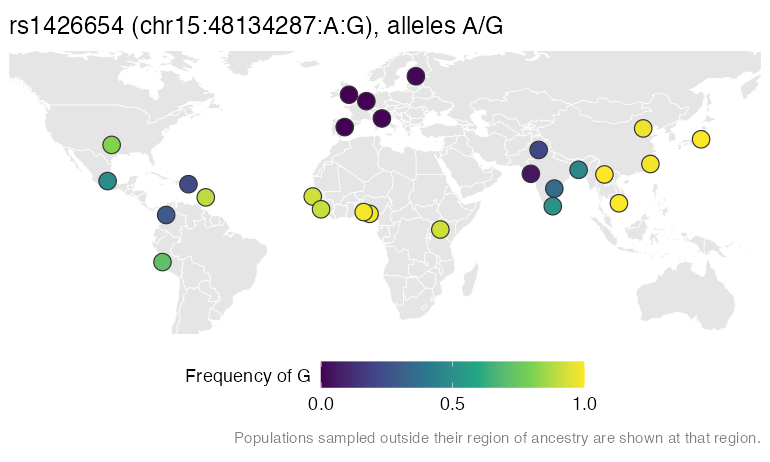 rs1426654 (chr15:48134287:A:G), alleles A/G
Frequency of G
0.0 0.5 1.0
Populations sampled outside their region of ancestry are shown at that region.